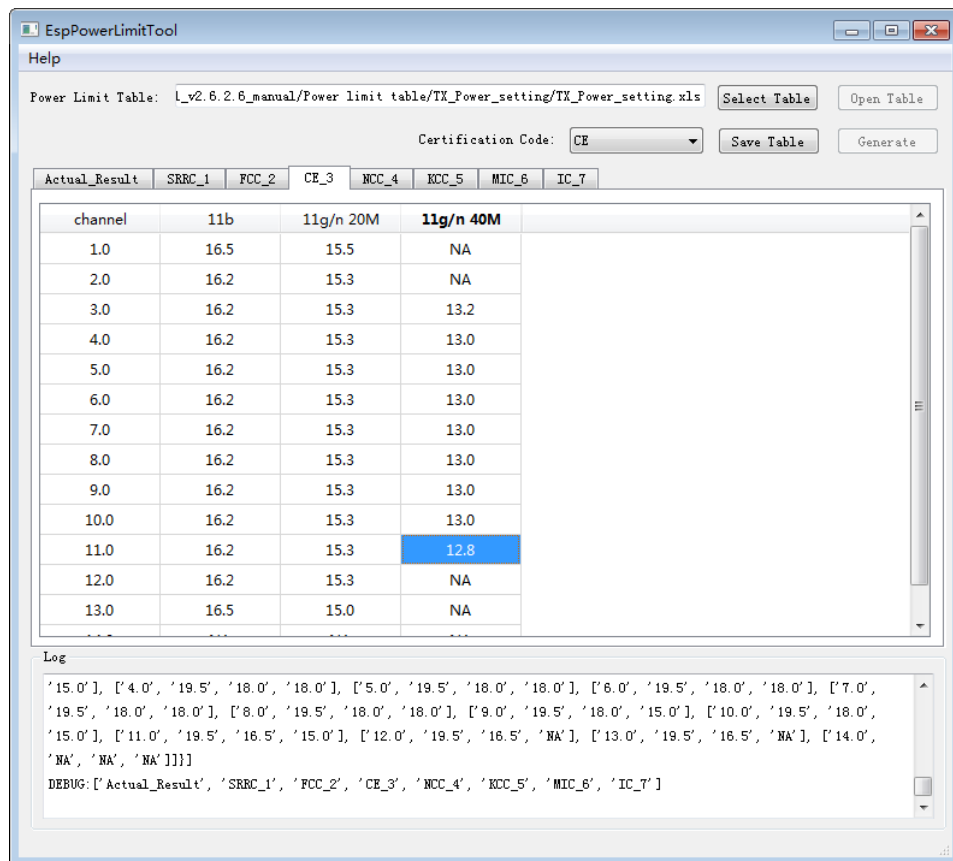 EspPowerLimitTool
Help
Power Limit Table: L_v2.6.2.6_manual/Power limit table/TX_Power_setting/TX_Power_setting.xls Select Table Open Table
Certification Code: CE Save Table Generate
Actual_Result SRRC_1 FCC_2 CE_3 NCC_4 KCC_5 MIC_6 IC_7
channel 11b 11g/n 20M 11g/n 40M
1.0 16.5 15.5 NA
2.0 16.2 15.3 NA
3.0 16.2 15.3 13.2
4.0 16.2 15.3 13.0
5.0 16.2 15.3 13.0
6.0 16.2 15.3 13.0
7.0 16.2 15.3 13.0
8.0 16.2 15.3 13.0
9.0 16.2 15.3 13.0
10.0 16.2 15.3 13.0
11.0 16.2 15.3 12.8
12.0 16.2 15.3 NA
13.0 16.5 15.0 NA
Log
'15.0'], ['4.0', '19.5', '18.0', '18.0'], ['5.0', '19.5', '18.0', '18.0'], ['6.0', '19.5', '18.0', '18.0'], ['7.0',
'19.5', '18.0', '18.0'], ['8.0', '19.5', '18.0', '18.0'], ['9.0', '19.5', '18.0', '15.0'], ['10.0', '19.5', '18.0',
'15.0'], ['11.0', '19.5', '16.5', '15.0'], ['12.0', '19.5', '16.5', 'NA'], ['13.0', '19.5', '16.5', 'NA'], ['14.0',
'NA', 'NA', 'NA']]}]
DEBUG:['Actual_Result', 'SRRC_1', 'FCC_2', 'CE_3', 'NCC_4', 'KCC_5', 'MIC_6', 'IC_7']